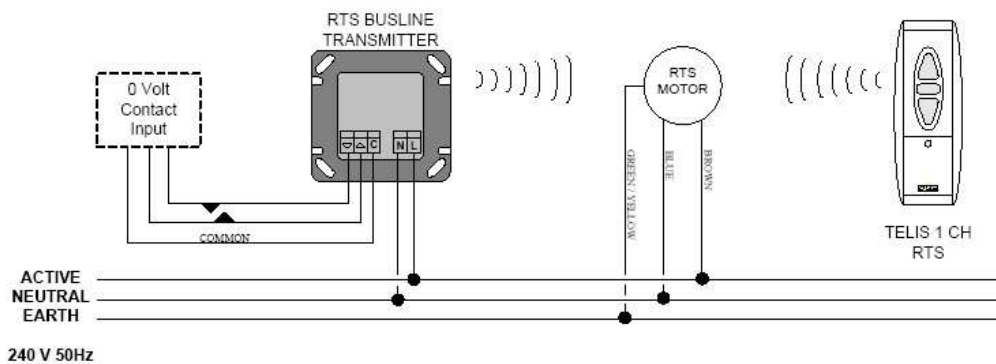 RTS BUSLINE
TRANSMITTER
0 Volt
Contact
Input
C
N
L
COMMON
RTS
MOTOR
GREEN / YELLOW
BLUE
BROWN
TELIS 1 CH
RTS
ACTIVE
NEUTRAL
EARTH
240 V 50Hz